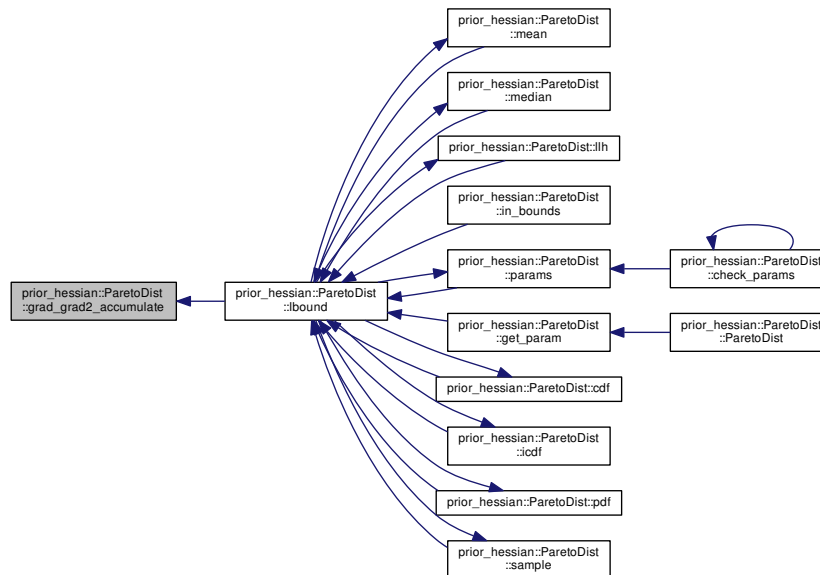 prior_hessian::ParetoDist
::mean
prior_hessian::ParetoDist
::median
prior_hessian::ParetoDist::llh
prior_hessian::ParetoDist
::in_bounds
prior_hessian::ParetoDist
::params
prior_hessian::ParetoDist
::check_params
prior_hessian::ParetoDist
::grad_grad2_accumulate
prior_hessian::ParetoDist
::lbound
prior_hessian::ParetoDist
::get_param
prior_hessian::ParetoDist
::ParetoDist
prior_hessian::ParetoDist::cdf
prior_hessian::ParetoDist
::icdf
prior_hessian::ParetoDist::pdf
prior_hessian::ParetoDist
::sample